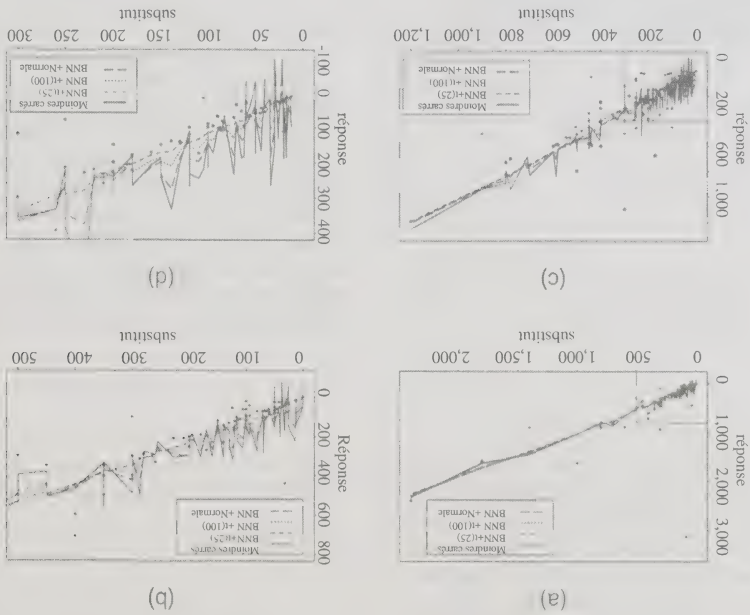 (a)
Moindres carrés
BNN+t(25)
BNN+t(100)
BNN+Normale
réponse
0 1,000 2,000 3,000
0 500 1,000 1,500 2,000
substitut
(b)
Moindres carrés
BNN+t(25)
BNN+t(100)
BNN+Normale
Réponse
0 200 400 600 800
0 100 200 300 400 500
substitut
(c)
Moindres carrés
BNN+t(25)
BNN+t(100)
BNN+Normale
réponse
0 200 600 1,000
0 200 400 600 800 1,000 1,200
substitut
(d)
Moindres carrés
BNN+t(25)
BNN+t(100)
BNN+Normale
réponse
-100 0 100 200 300 400
0 50 100 150 200 250 300
substitut